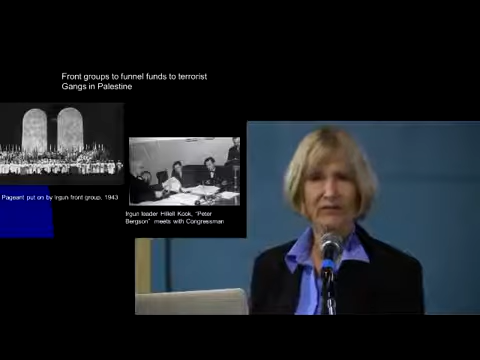 Front groups to funnel funds to terrorist
Gangs in Palestine
Pageant put on by Irgun front group, 1943
Irgun leader Hillell Kook, "Peter
Bergson" meets with Congressman